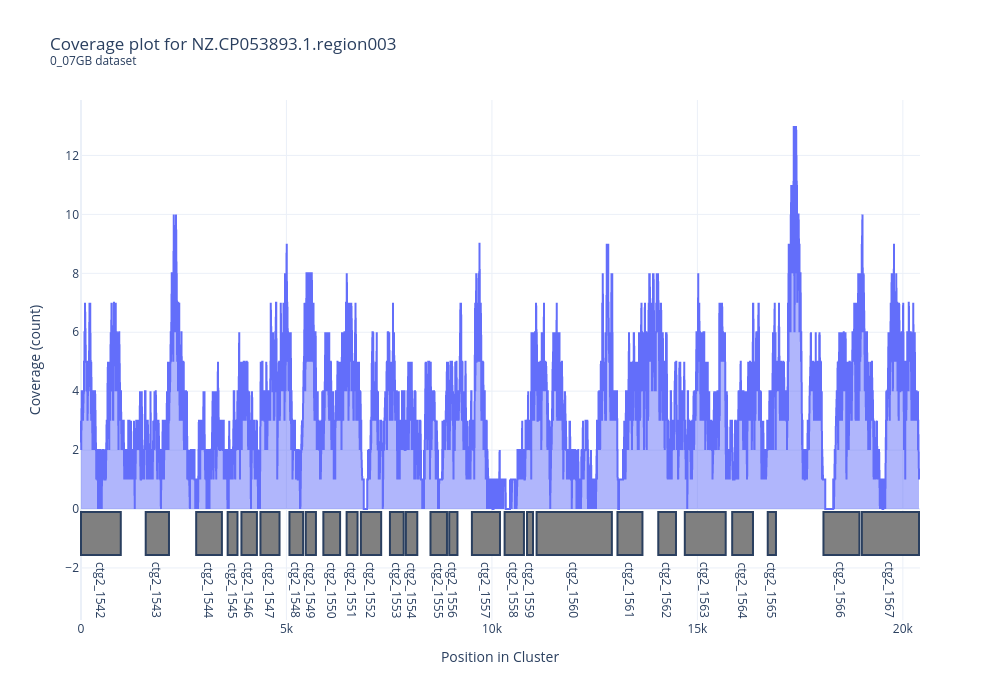 Coverage plot for NZ.CP053893.1.region003
0_07GB dataset
Coverage (count)
12
10
8
6
4
2
0
−2
ctg2_1542
ctg2_1543
ctg2_1544
ctg2_1545
ctg2_1546
ctg2_1547
ctg2_1548
ctg2_1549
ctg2_1550
ctg2_1551
ctg2_1552
ctg2_1553
ctg2_1554
ctg2_1555
ctg2_1556
ctg2_1557
ctg2_1558
ctg2_1559
ctg2_1560
ctg2_1561
ctg2_1562
ctg2_1563
ctg2_1564
ctg2_1565
ctg2_1566
ctg2_1567
0 5k 10k 15k 20k
Position in Cluster